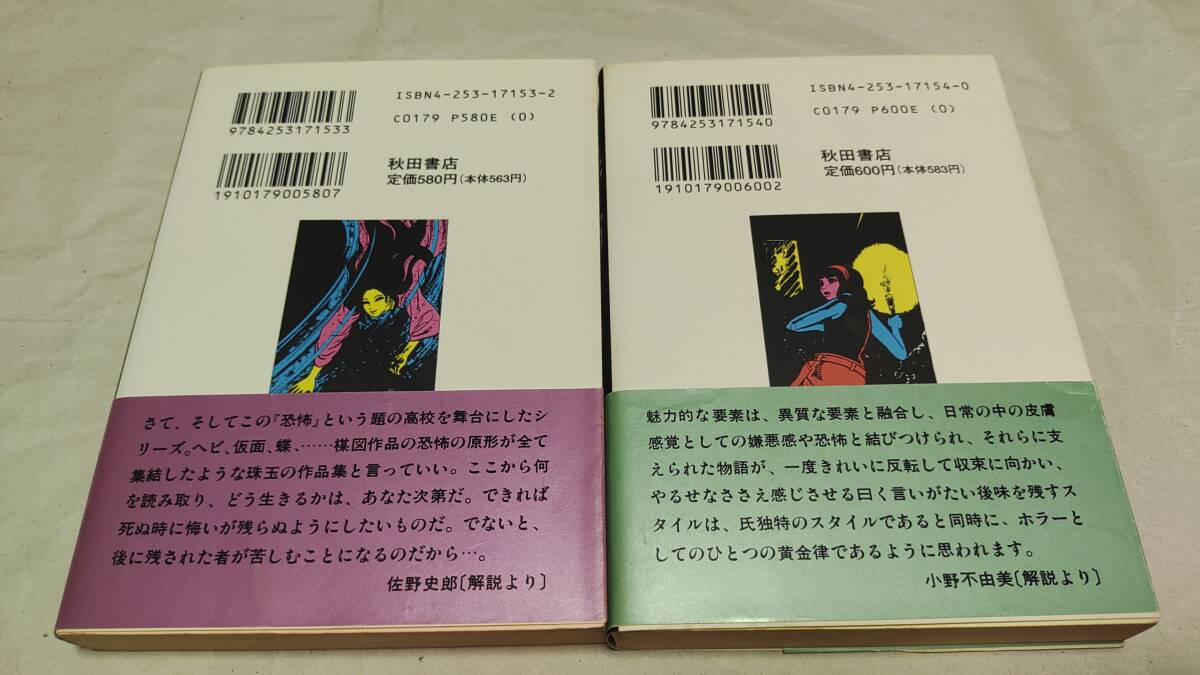 ISBN4-253-17153-2
C0179 P580E (0)
9784253171533
秋田書店
定価580円(本体563円)
1910179005807
さて、そしてこの『恐怖』という題の高校を舞台にしたシ
リーズ。ヘビ、仮面、蝶、……楳図作品の恐怖の原形が全て
集結したような珠玉の作品集と言っていい。ここから何
を読み取り、どう生きるかは、あなた次第だ。できれば
死ぬ時に悔いが残らぬようにしたいものだ。でないと、
後に残された者が苦しむことになるのだから…。
佐野史郎〔解説より〕
ISBN4-253-17154-0
C0179 P600E (0)
9784253171540
秋田書店
定価600円(本体583円)
1910179006002
魅力的な要素は、異質な要素と融合し、日常の中の皮膚
感覚としての嫌悪感や恐怖と結びつけられ、それらに支
えられた物語が、一度きれいに反転して収束に向かい、
やるせなささえ感じさせる曰く言いがたい後味を残すス
タイルは、氏独特のスタイルであると同時に、ホラーと
してのひとつの黄金律であるように思われます。
小野不由美〔解説より〕